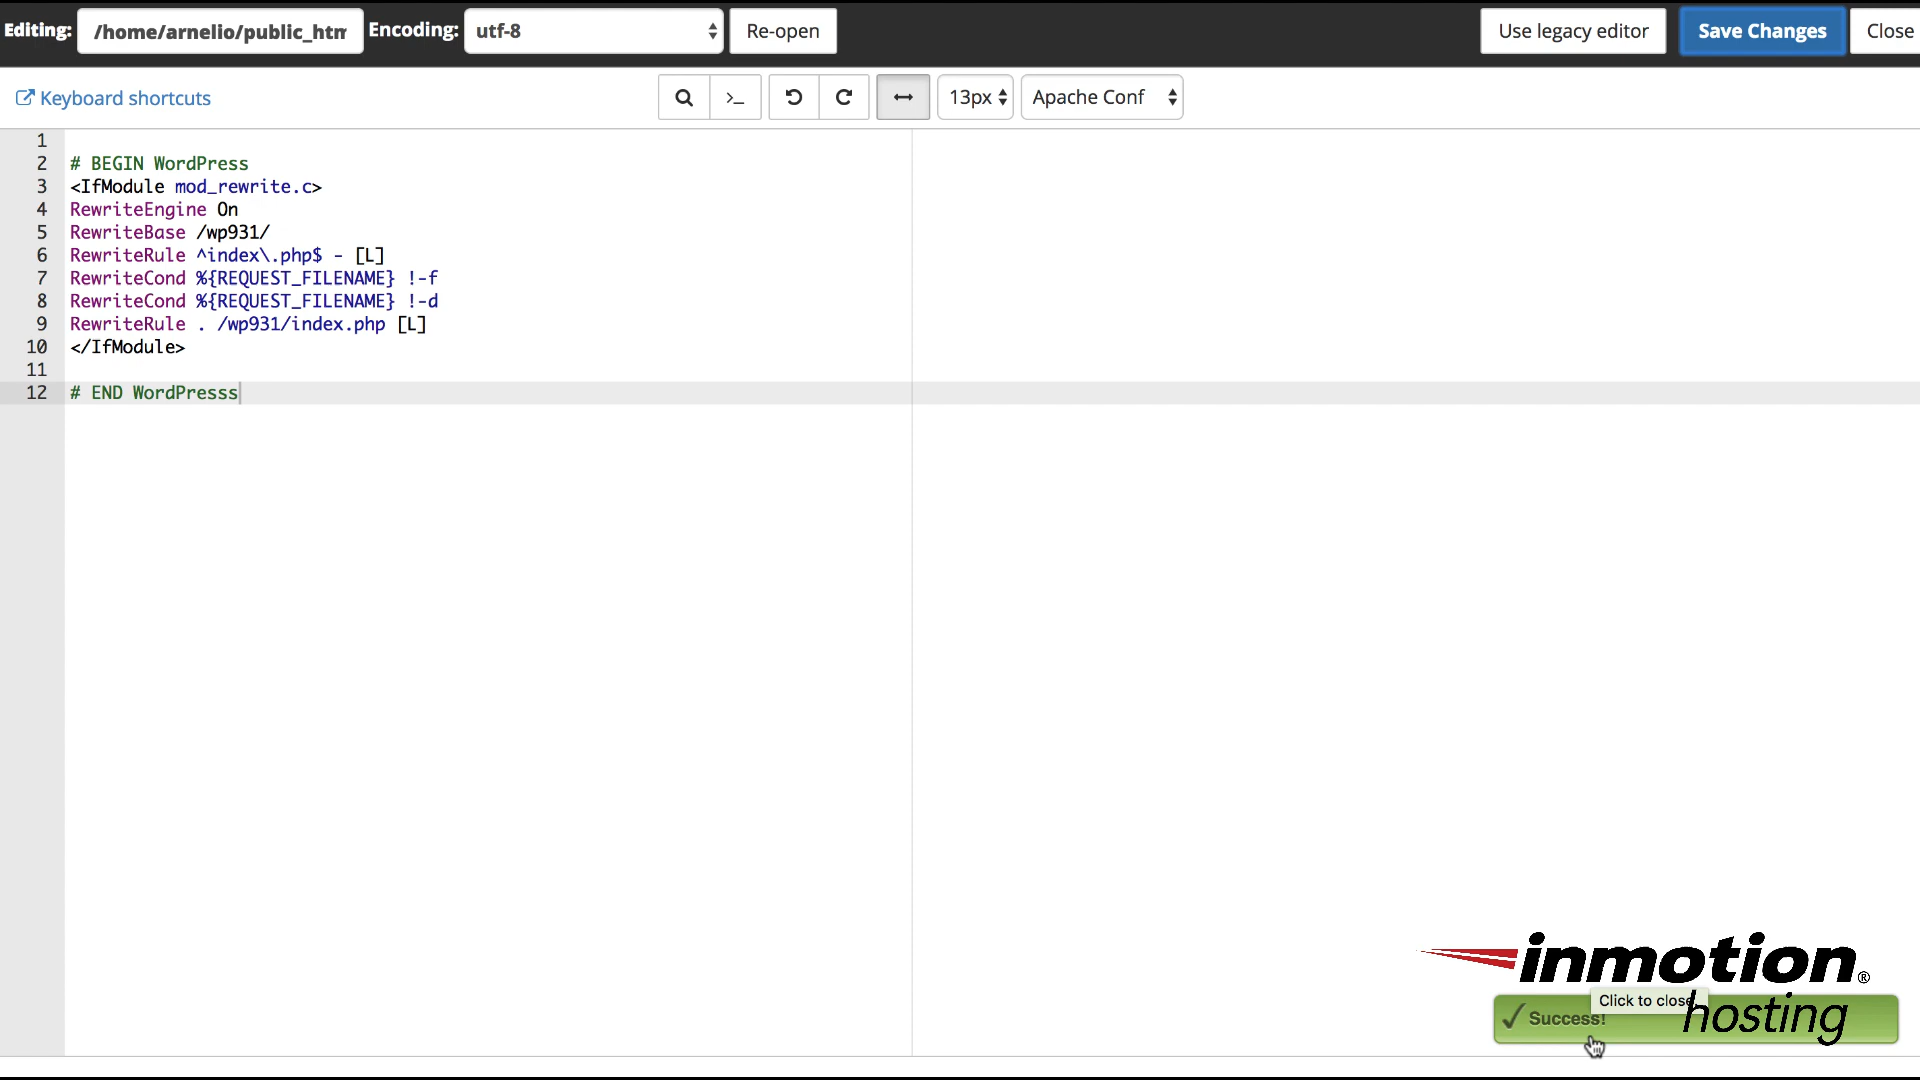 Editing: /home/arnelio/public_htm Encoding: utf-8 Re-open Use legacy editor Save Changes Close
Keyboard shortcuts >_ 13px Apache Conf
1
2 # BEGIN WordPress
3 <IfModule mod_rewrite.c>
4 RewriteEngine On
5 RewriteBase /wp931/
6 RewriteRule ^index\.php$ - [L]
7 RewriteCond %{REQUEST_FILENAME} !-f
8 RewriteCond %{REQUEST_FILENAME} !-d
9 RewriteRule . /wp931/index.php [L]
10 </IfModule>
11
12 # END WordPresss
inmotion®
hosting
Click to close
Success!